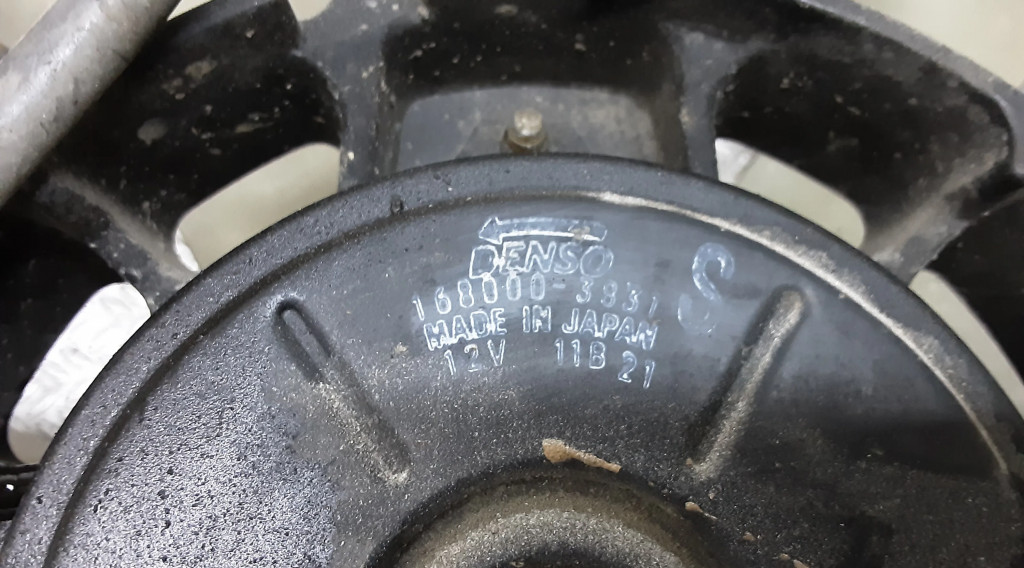 DENSO
168000-3831
MADE IN JAPAN
12V 11B 21
S